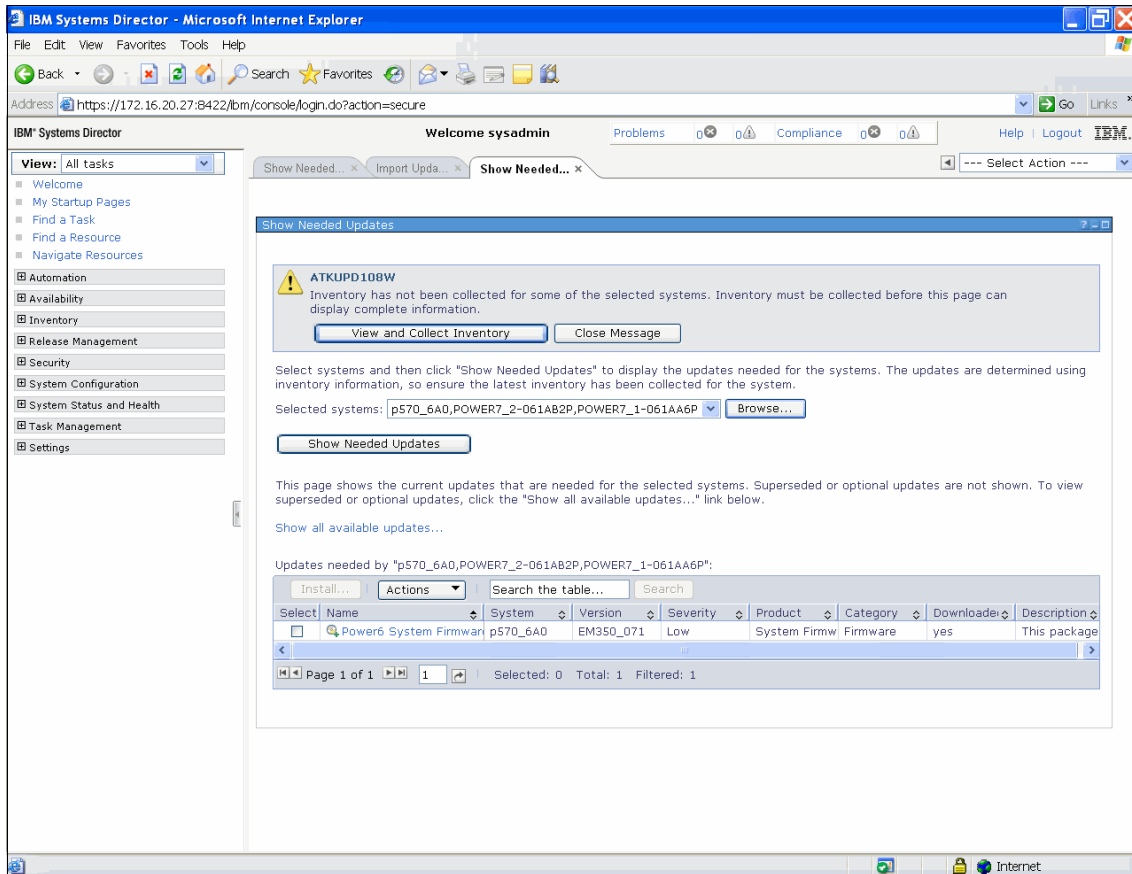 IBM Systems Director - Microsoft Internet Explorer
File Edit View Favorites Tools Help
Back Search Favorites
Address https://172.16.20.27:8422/ibm/console/login.do?action=secure Go Links »
IBM® Systems Director Welcome sysadmin Problems 0 0 Compliance 0 0 Help Logout IBM.
View: All tasks
Welcome
My Startup Pages
Find a Task
Find a Resource
Navigate Resources
Automation
Availability
Inventory
Release Management
Security
System Configuration
System Status and Health
Task Management
Settings
Show Needed... × Import Upda... × Show Needed... × --- Select Action ---
Show Needed Updates
ATKUPD108W
Inventory has not been collected for some of the selected systems. Inventory must be collected before this page can
display complete information.
View and Collect Inventory Close Message
Select systems and then click "Show Needed Updates" to display the updates needed for the systems. The updates are determined using
inventory information, so ensure the latest inventory has been collected for the system.
Selected systems: p570_6A0,POWER7_2-061AB2P,POWER7_1-061AA6P Browse...
Show Needed Updates
This page shows the current updates that are needed for the selected systems. Superseded or optional updates are not shown. To view
superseded or optional updates, click the "Show all available updates..." link below.
Show all available updates...
Updates needed by "p570_6A0,POWER7_2-061AB2P,POWER7_1-061AA6P":
Install... Actions Search the table... Search
Select Name System Version Severity Product Category Downloade Description
Power6 System Firmwar p570_6A0 EM350_071 Low System Firmw Firmware yes This package
Page 1 of 1 1 Selected: 0 Total: 1 Filtered: 1
Internet